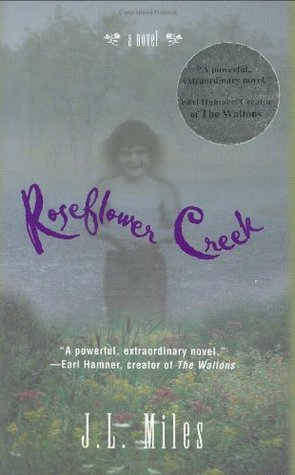 a novel
“A powerful,
extraordinary novel.”
Earl Hamner, Creator
of The Waltons
Roseflower Creek
“A powerful, extraordinary novel.”
—Earl Hamner, creator of The Waltons
J.L. Miles